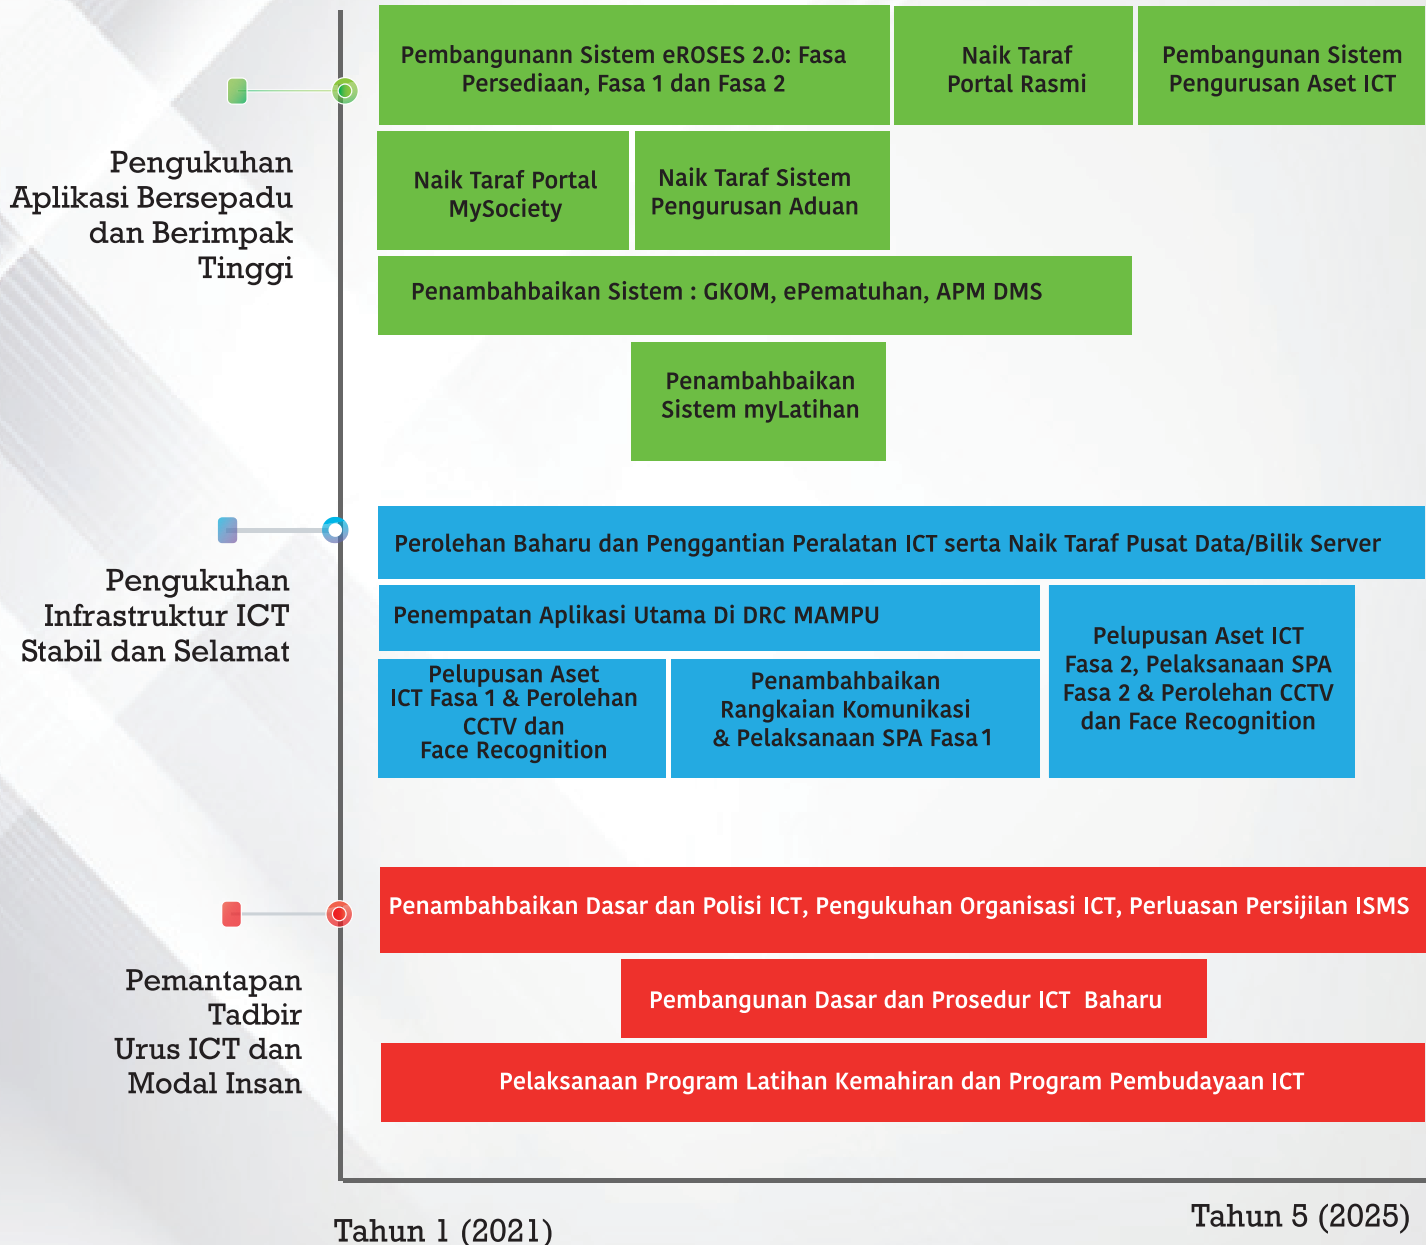 Pembangunann Sistem eROSES 2.0: Fasa
Persediaan, Fasa 1 dan Fasa 2
Naik Taraf
Portal Rasmi
Pembangunan Sistem
Pengurusan Aset ICT
Pengukuhan
Aplikasi Bersepadu
dan Berimpak
Tinggi
Naik Taraf Portal
MySociety
Naik Taraf Sistem
Pengurusan Aduan
Penambahbaikan Sistem : GKOM, ePematuhan, APM DMS
Penambahbaikan
Sistem myLatihan
Pengukuhan
Infrastruktur ICT
Stabil dan Selamat
Perolehan Baharu dan Penggantian Peralatan ICT serta Naik Taraf Pusat Data/Bilik Server
Penempatan Aplikasi Utama Di DRC MAMPU
Pelupusan Aset
ICT Fasa 1 & Perolehan
CCTV dan
Face Recognition
Penambahbaikan
Rangkaian Komunikasi
& Pelaksanaan SPA Fasa1
Pelupusan Aset ICT
Fasa 2, Pelaksanaan SPA
Fasa 2 & Perolehan CCTV
dan Face Recognition
Pemantapan
Tadbir
Urus ICT dan
Modal Insan
Penambahbaikan Dasar dan Polisi ICT, Pengukuhan Organisasi ICT, Perluasan Persijilan ISMS
Pembangunan Dasar dan Prosedur ICT Baharu
Pelaksanaan Program Latihan Kemahiran dan Program Pembudayaan ICT
Tahun 1 (2021)
Tahun 5 (2025)